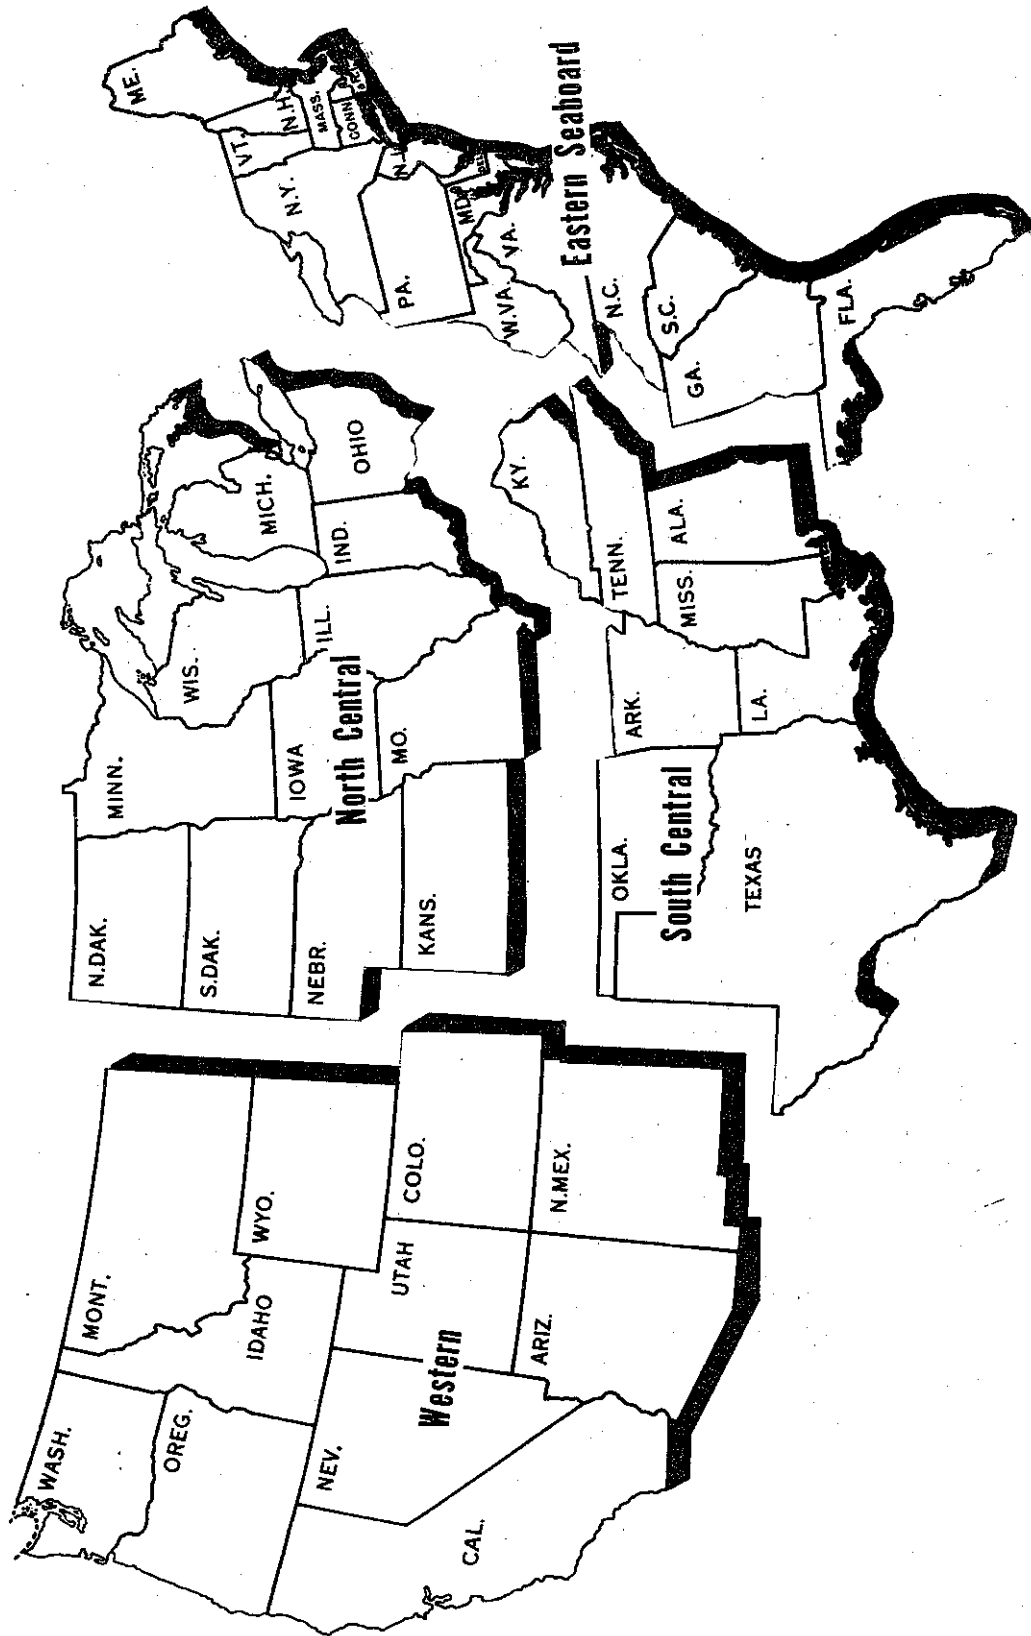 WASH.
MONT.
OREG.
IDAHO
WYO.
NEV.
UTAH
COLO.
CAL.
ARIZ.
N.MEX.
Western
N.DAK.
MINN.
S.DAK.
WIS.
MICH.
NEBR.
IOWA
ILL.
IND.
OHIO
North Central
KANS.
MO.
KY.
OKLA.
ARK.
TENN.
South Central
MISS.
ALA.
TEXAS
LA.
ME.
VT.
N.H.
N.Y.
MASS.
CONN
PA.
MD.
W.VA.
VA.
Eastern Seaboard
N.C.
S.C.
GA.
FLA.